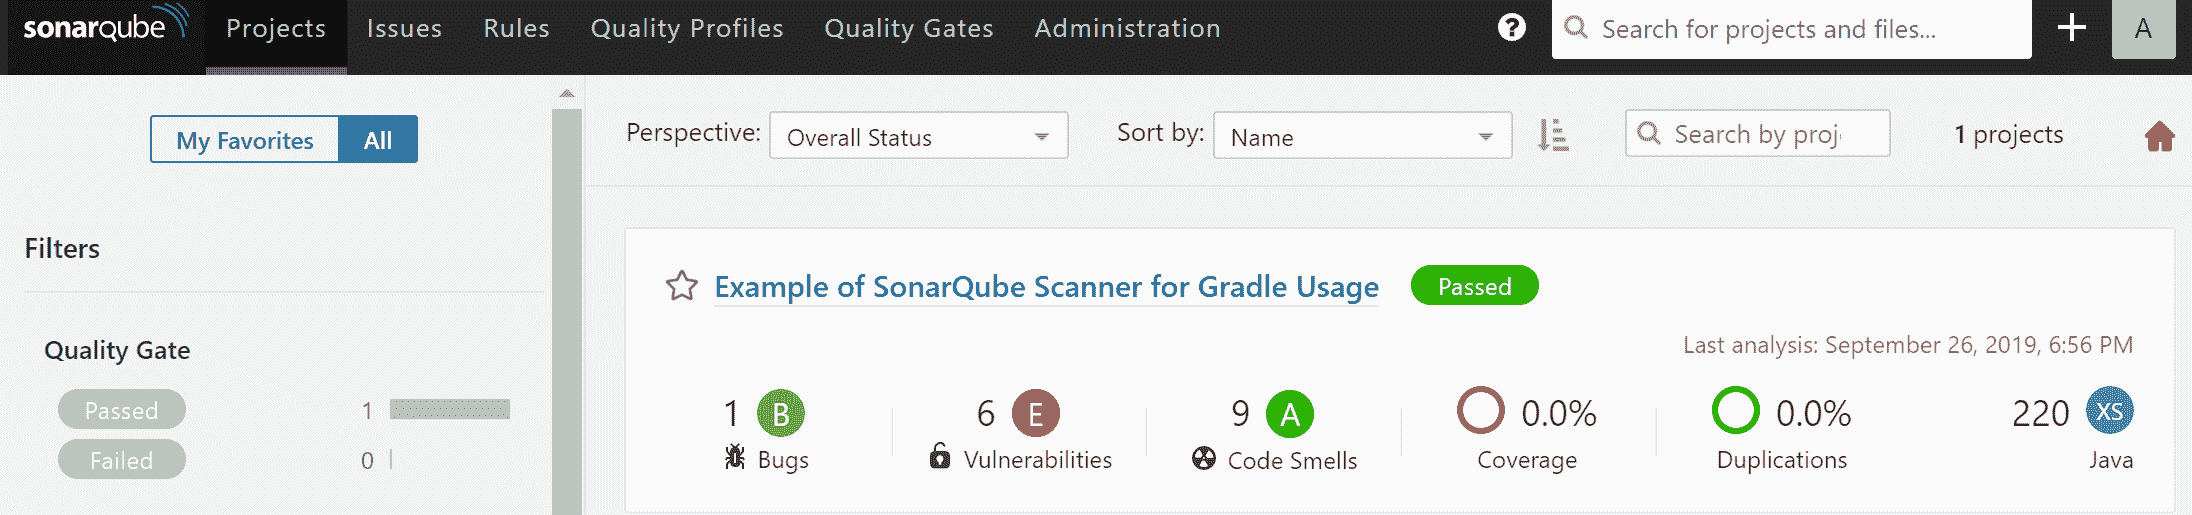 sonarqube Projects Issues Rules Quality Profiles Quality Gates Administration ? Search for projects and files... + A
My Favorites All
Perspective: Overall Status Sort by: Name Search by proj 1 projects
Filters
Quality Gate
Passed 1
Failed 0
Example of SonarQube Scanner for Gradle Usage Passed
Last analysis: September 26, 2019, 6:56 PM
1 B 6 E 9 A 0.0% 0.0% 220 XS
Bugs Vulnerabilities Code Smells Coverage Duplications Java